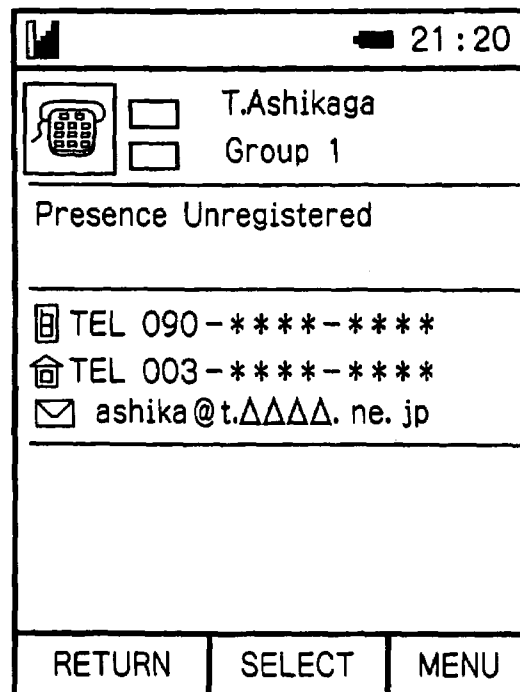 21:20
T.Ashikaga
Group 1
Presence Unregistered
TEL 090-****-****
TEL 003-****-****
ashika@t.ΔΔΔΔ.ne.jp
RETURN SELECT MENU